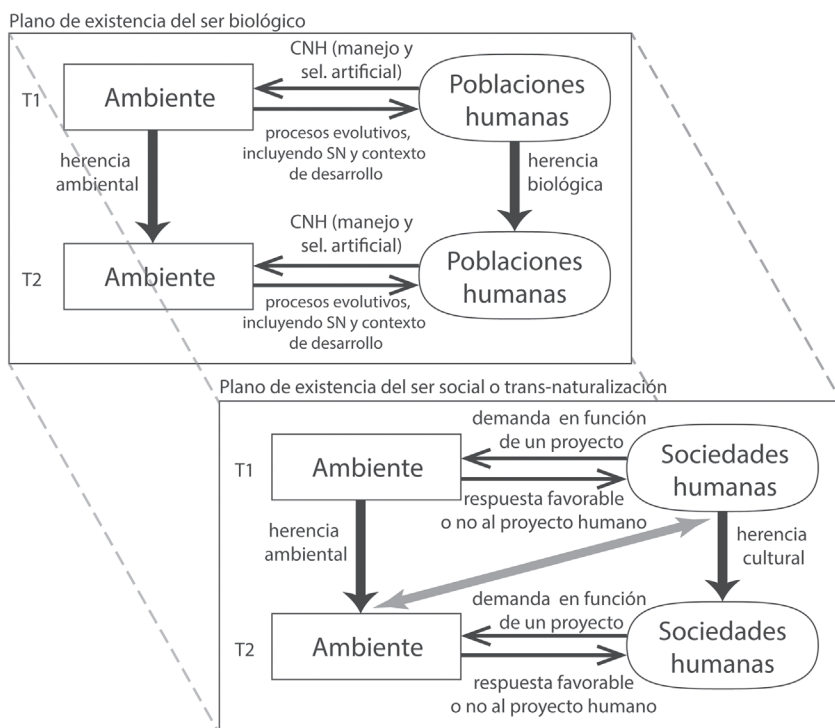 Plano de existencia del ser biológico
CNH (manejo y
sel. artificial)
T1
Ambiente
Poblaciones
humanas
procesos evolutivos,
incluyendo SN y contexto
de desarrollo
herencia
ambiental
herencia
biológica
CNH (manejo y
sel. artificial)
T2
Ambiente
Poblaciones
humanas
procesos evolutivos,
incluyendo SN y contexto
de desarrollo
Plano de existencia del ser social o trans-naturalización
demanda en función
de un proyecto
T1
Ambiente
Sociedades
humanas
respuesta favorable
o no al proyecto humano
herencia
ambiental
herencia
cultural
demanda en función
de un proyecto
T2
Ambiente
Sociedades
humanas
respuesta favorable
o no al proyecto humano